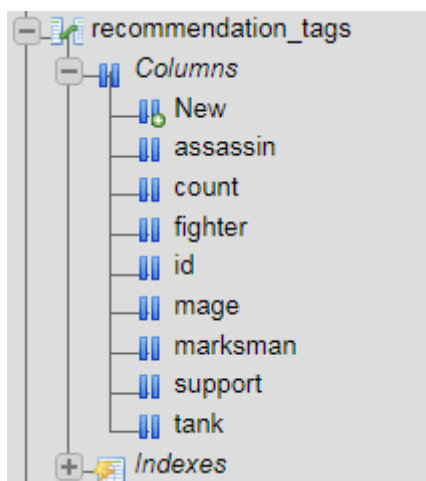 recommendation_tags
Columns
New
assassin
count
fighter
id
mage
marksman
support
tank
Indexes